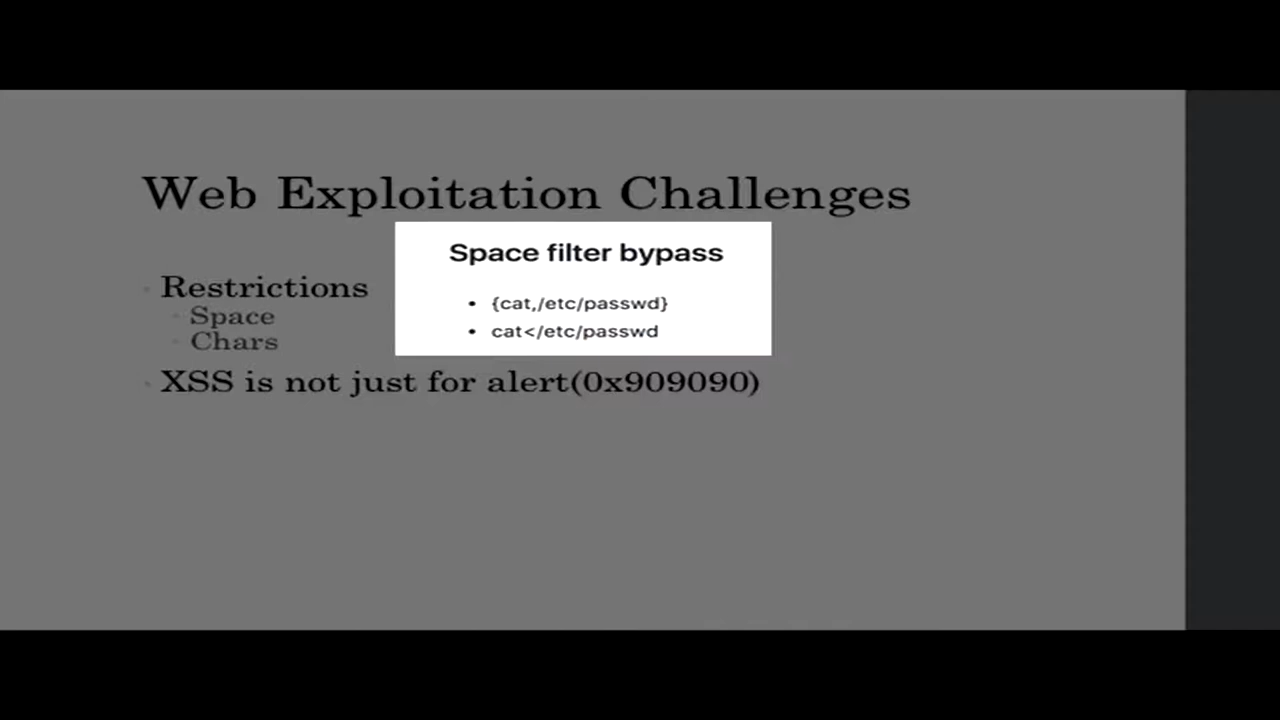 Web Exploitation Challenges
Space filter bypass
• {cat,/etc/passwd}
• cat</etc/passwd
Restrictions
Space
Chars
XSS is not just for alert(0x909090)